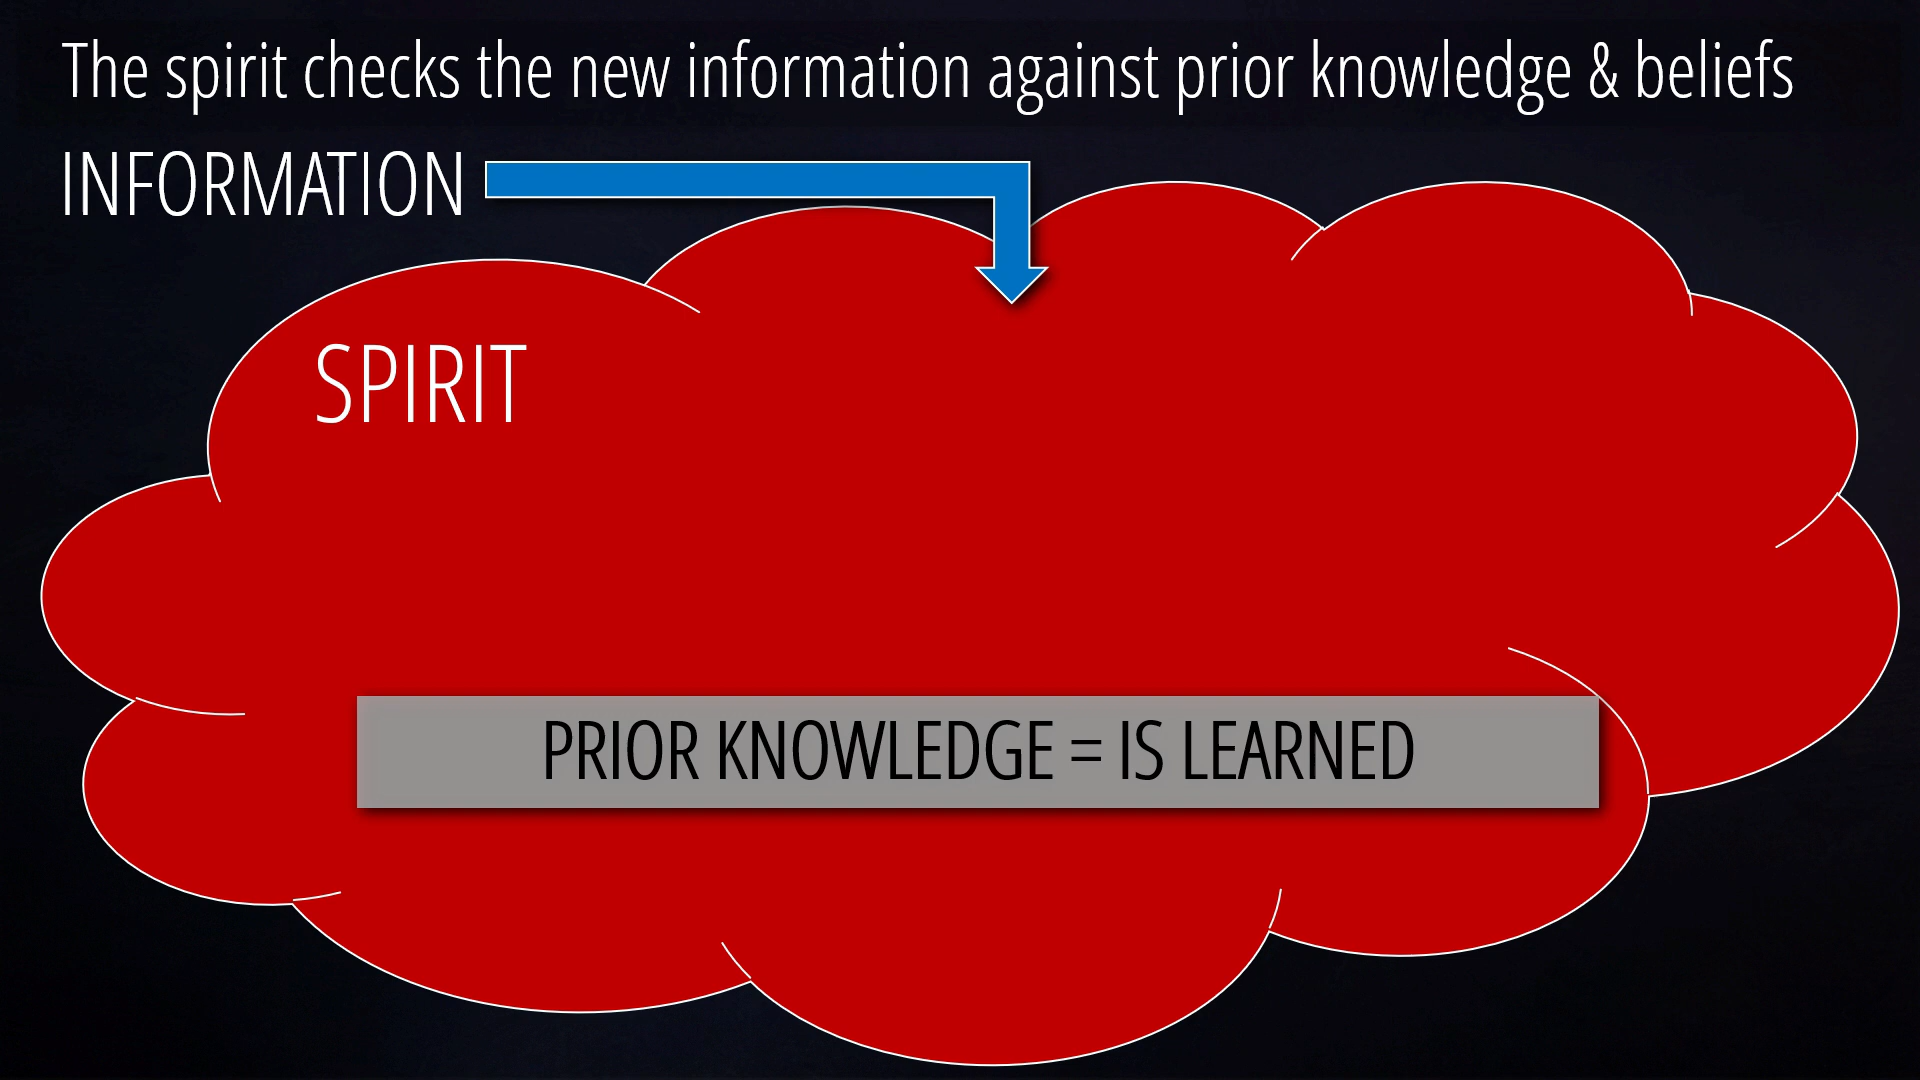 The spirit checks the new information against prior knowledge & beliefs
INFORMATION
SPIRIT
PRIOR KNOWLEDGE = IS LEARNED